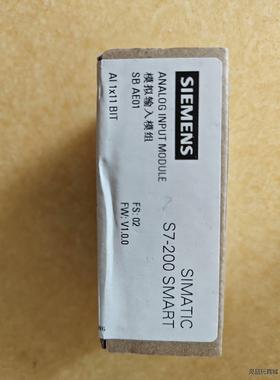 SIEMENS
ANALOG INPUT MODULE
模拟输入模组
SB AE01
AI 1x11 BIT
SIMATIC
S7-200 SMART
FS: 02
FW: V1.0.0
NG